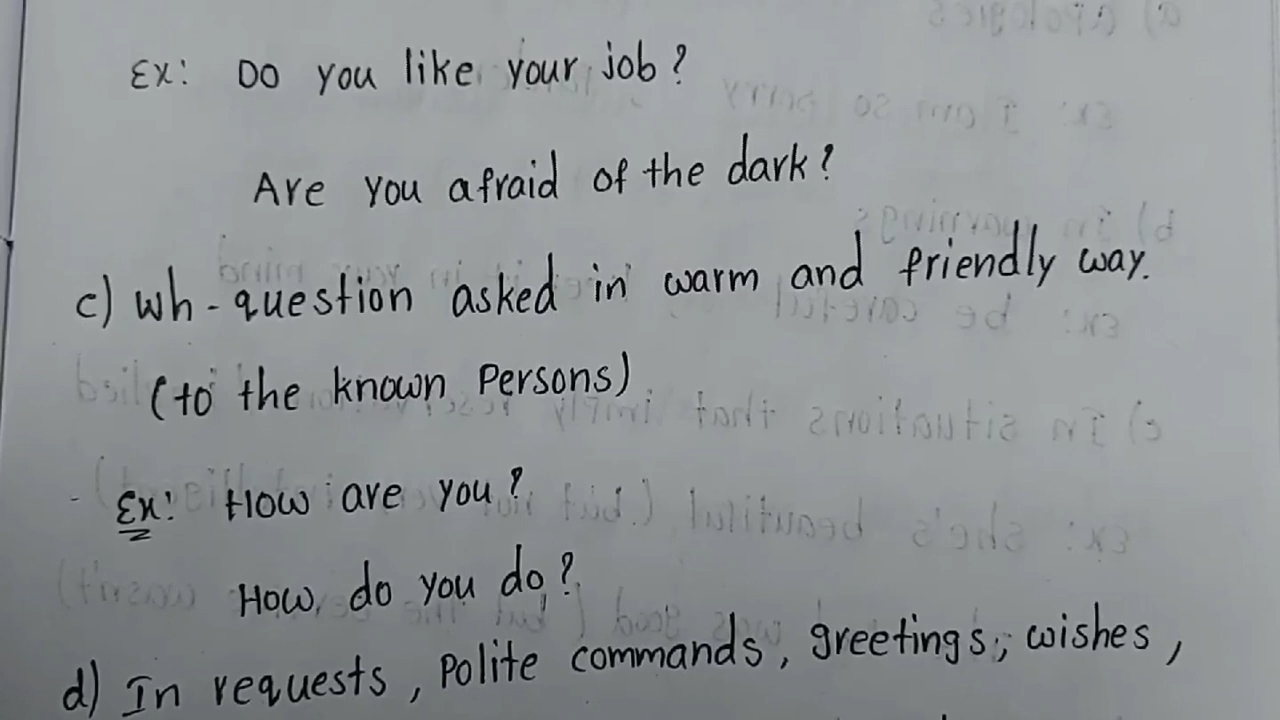 Ex: Do you like your job?
Are you afraid of the dark?
c) Wh-question asked in warm and friendly way.
(to the known Persons)
Ex: How are you?
How do you do?
d) In requests, Polite commands, greetings, wishes,